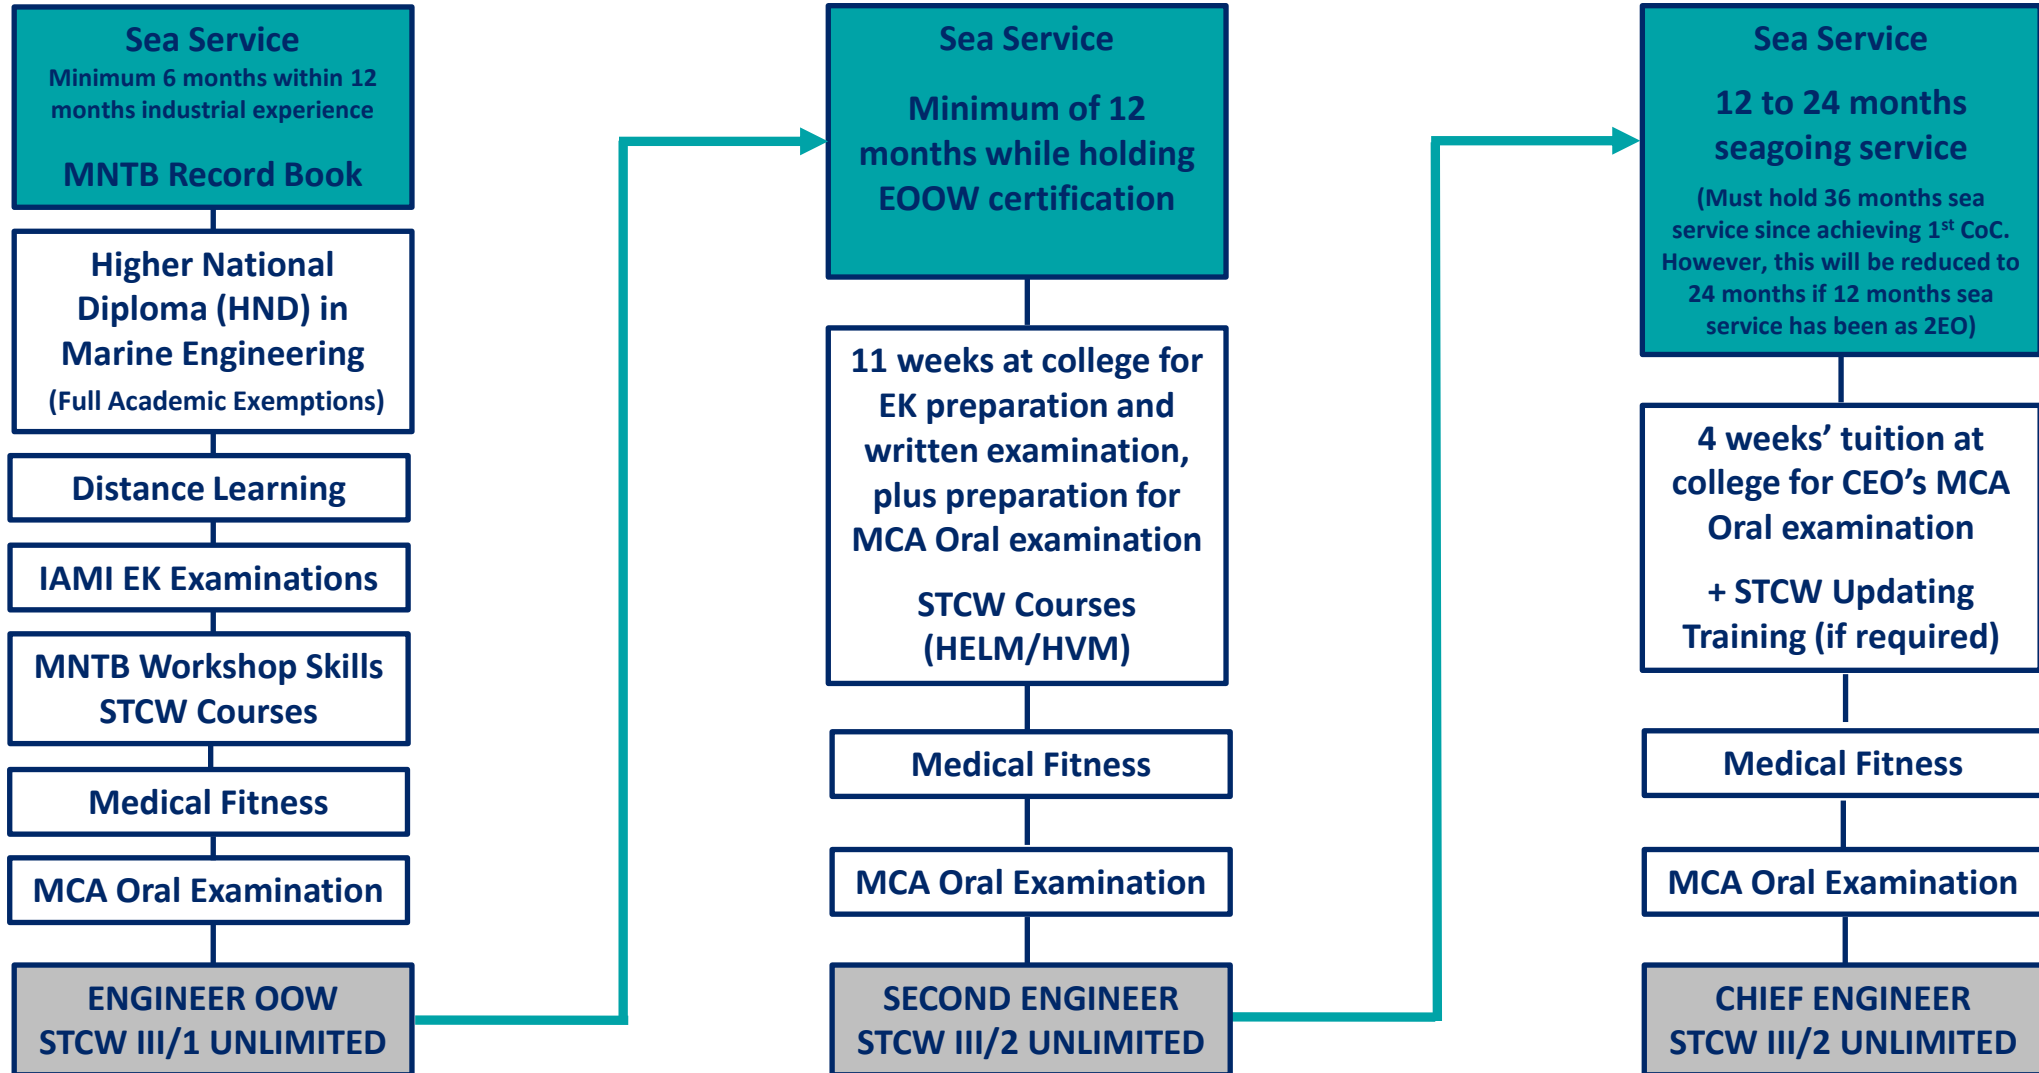 Sea Service
Minimum 6 months within 12
months industrial experience
MNTB Record Book
Higher National
Diploma (HND) in
Marine Engineering
(Full Academic Exemptions)
Distance Learning
IAMI EK Examinations
MNTB Workshop Skills
STCW Courses
Medical Fitness
MCA Oral Examination
ENGINEER OOW
STCW III/1 UNLIMITED
Sea Service
Minimum of 12
months while holding
EOOW certification
11 weeks at college for
EK preparation and
written examination,
plus preparation for
MCA Oral examination
STCW Courses
(HELM/HVM)
Medical Fitness
MCA Oral Examination
SECOND ENGINEER
STCW III/2 UNLIMITED
Sea Service
12 to 24 months
seagoing service
(Must hold 36 months sea
service since achieving 1st CoC.
However, this will be reduced to
24 months if 12 months sea
service has been as 2EO)
4 weeks’ tuition at
college for CEO’s MCA
Oral examination
+ STCW Updating
Training (if required)
Medical Fitness
MCA Oral Examination
CHIEF ENGINEER
STCW III/2 UNLIMITED